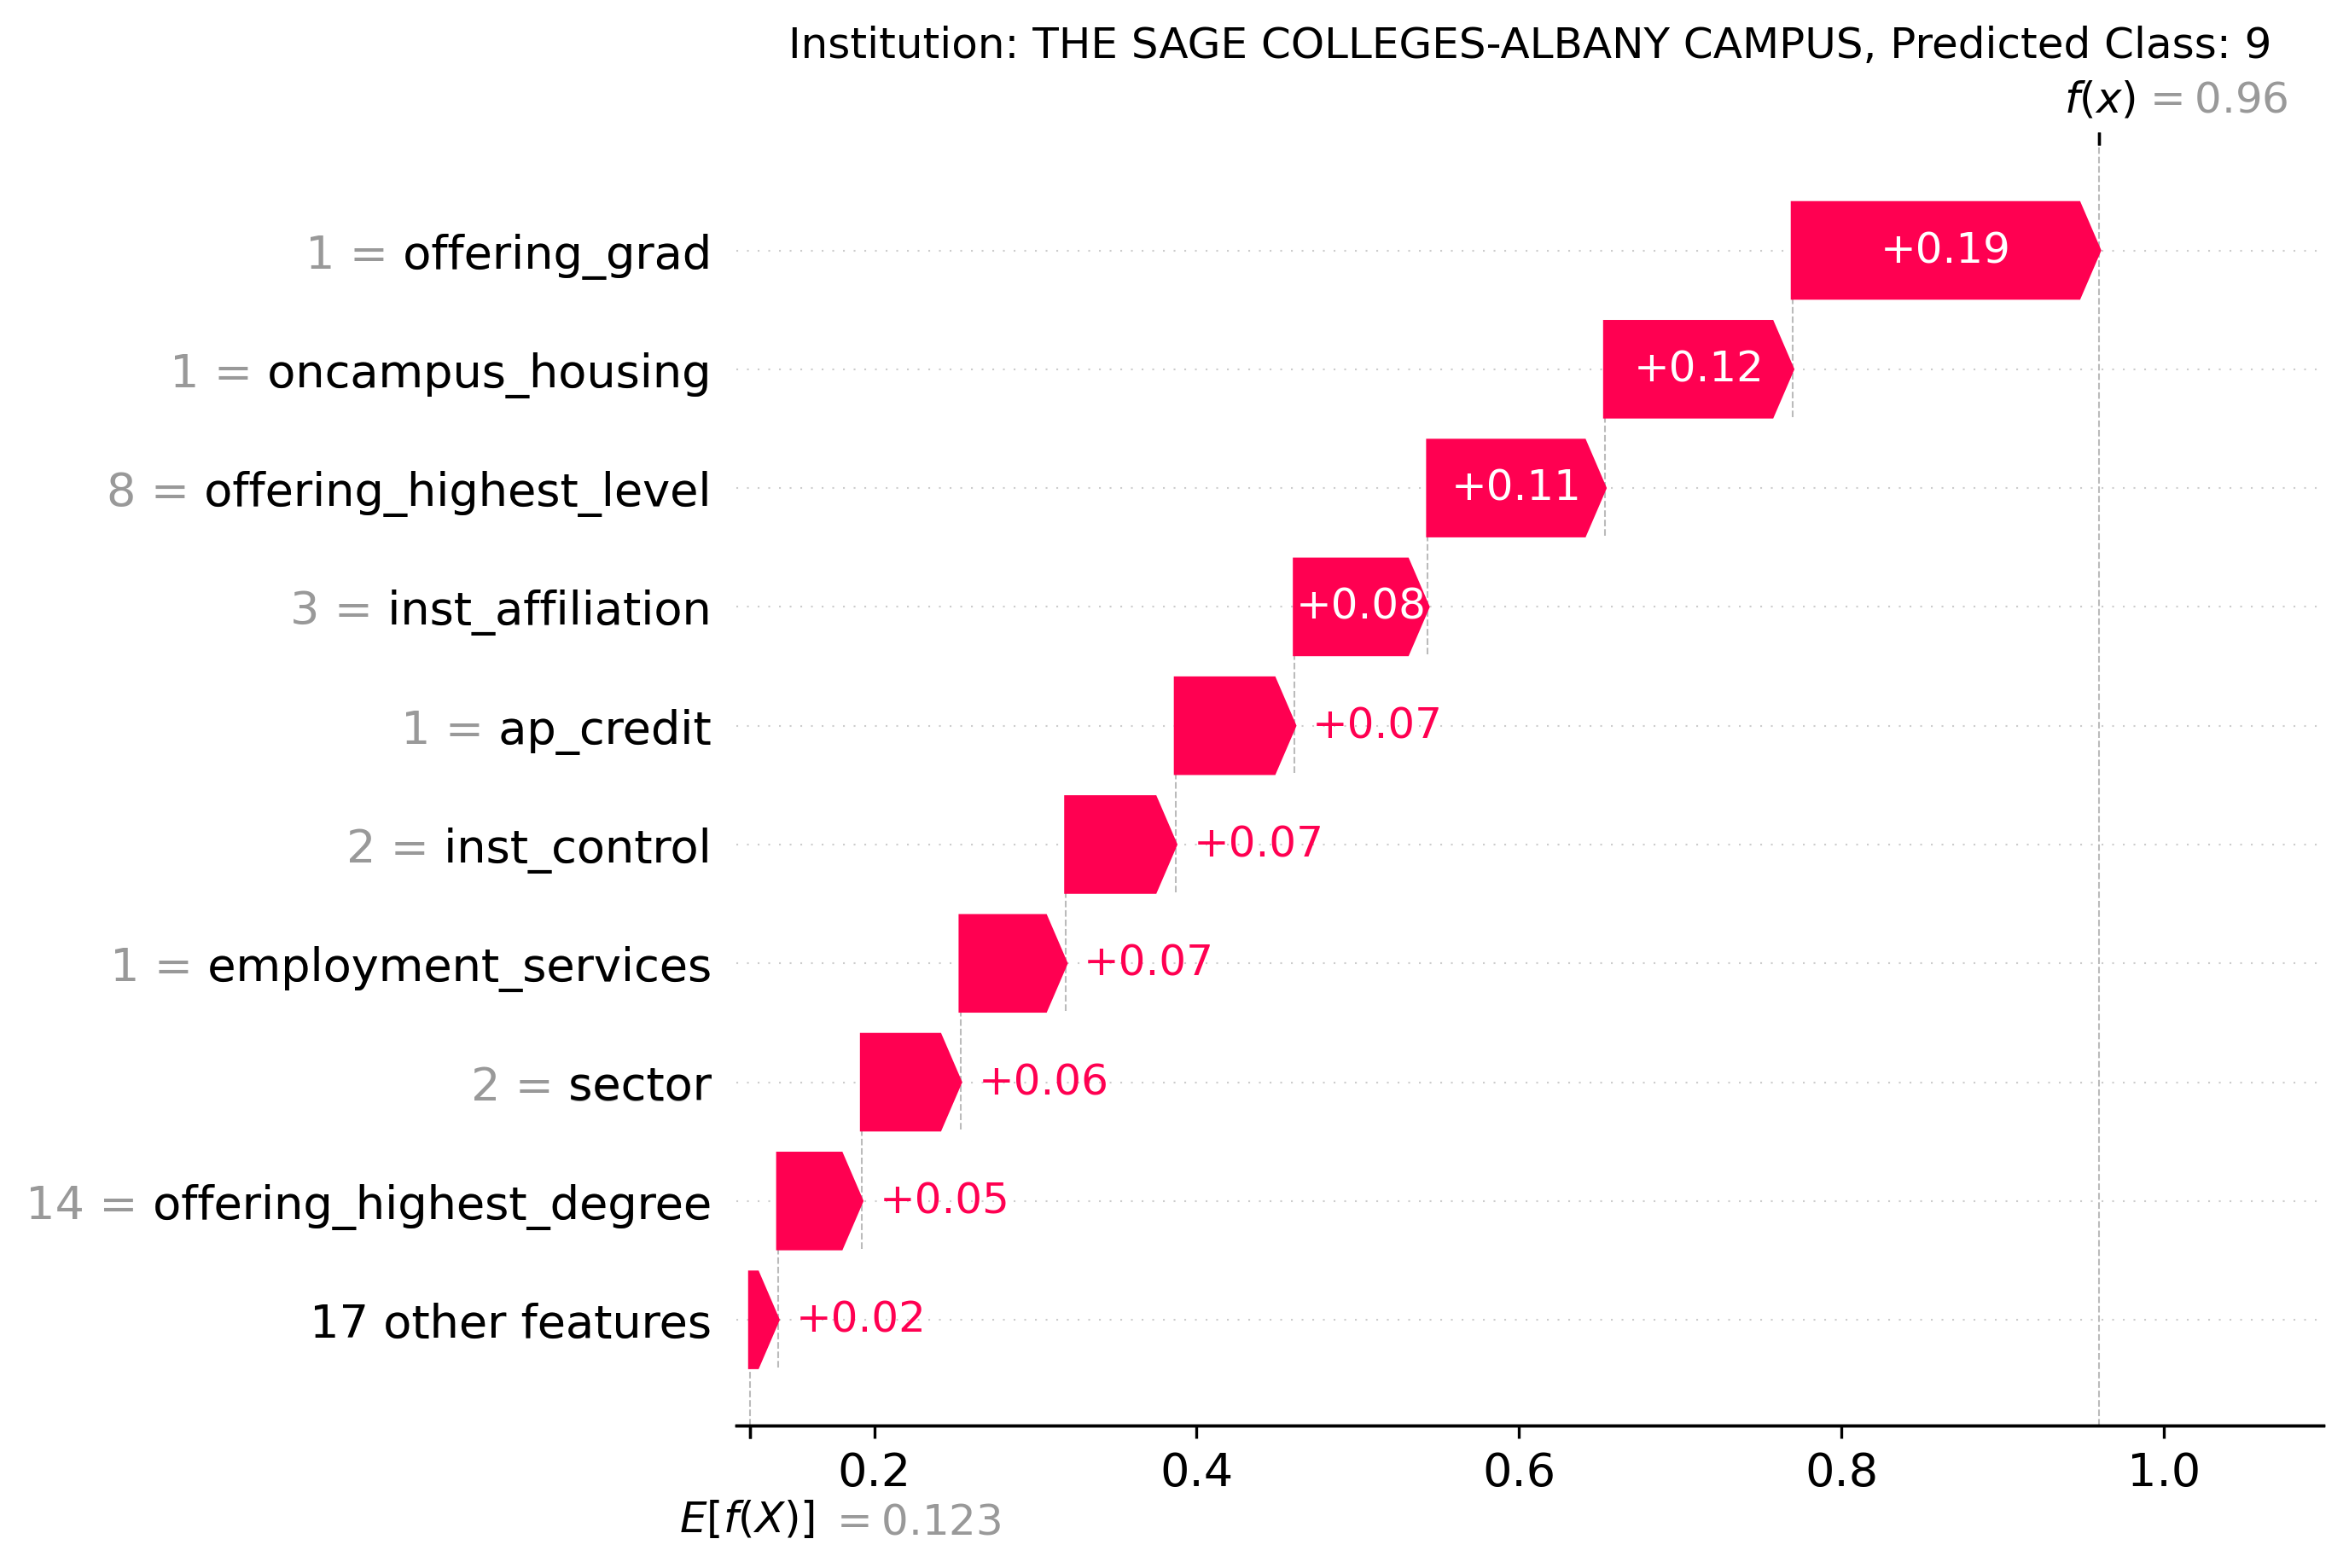 Institution: THE SAGE COLLEGES-ALBANY CAMPUS, Predicted Class: 9
f(x) = 0.96
1 = offering_grad +0.19
1 = oncampus_housing +0.12
8 = offering_highest_level +0.11
3 = inst_affiliation +0.08
1 = ap_credit +0.07
2 = inst_control +0.07
1 = employment_services +0.07
2 = sector +0.06
14 = offering_highest_degree +0.05
17 other features +0.02
0.2 0.4 0.6 0.8 1.0
E[f(X)] = 0.123